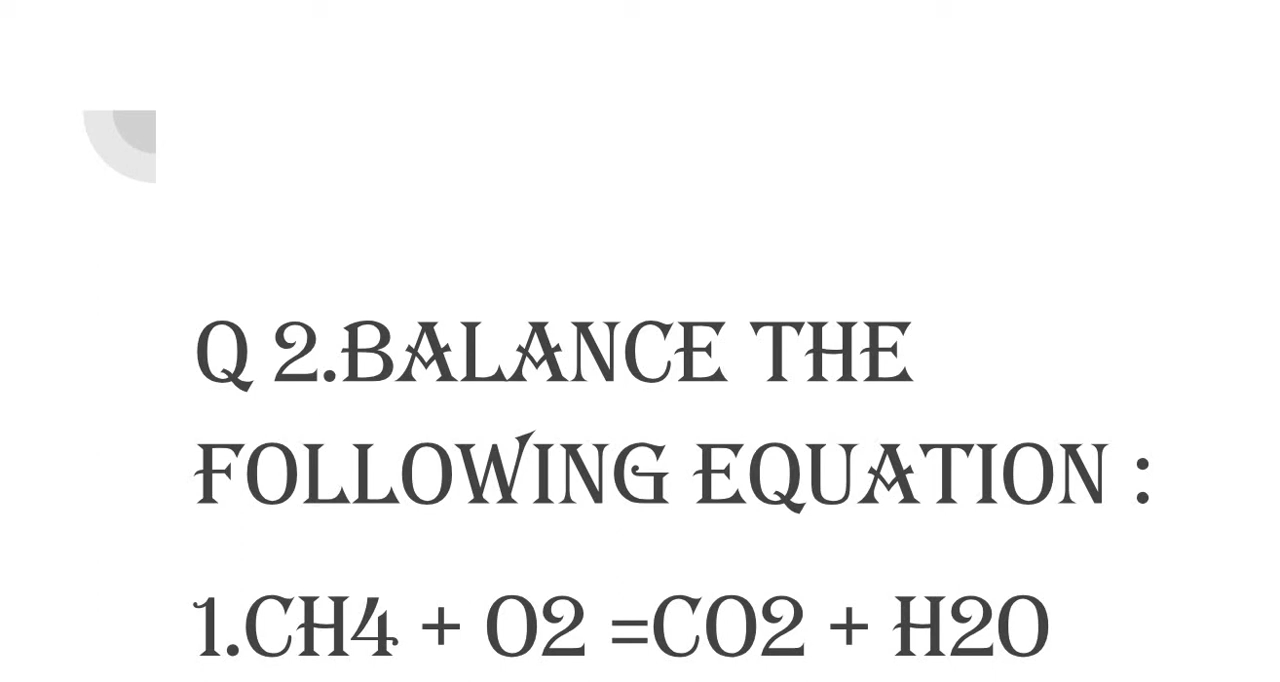 Q 2.BALANCE THE
FOLLOWING EQUATION :
1.CH4 + O2 =CO2 + H2O